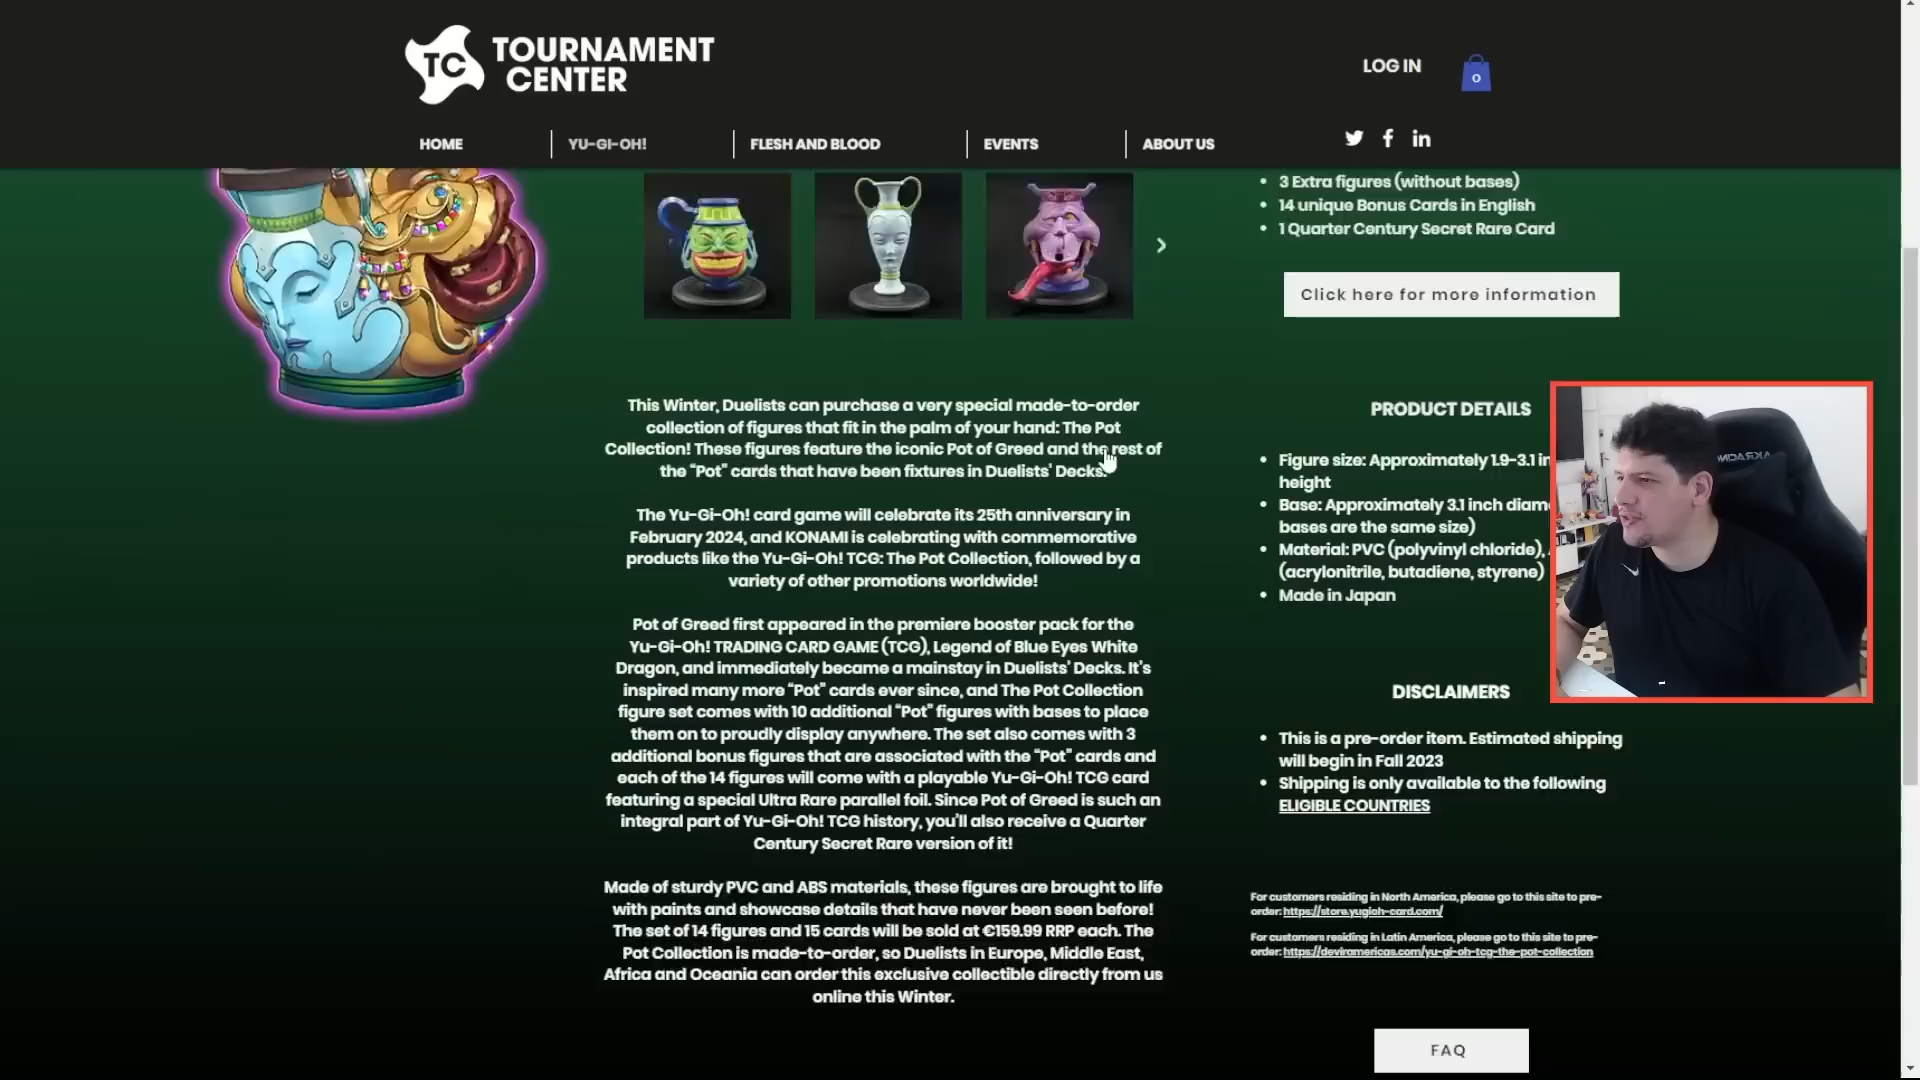 TC TOURNAMENT
CENTER
LOG IN
0
HOME
YU-GI-OH!
FLESH AND BLOOD
EVENTS
ABOUT US
3 Extra figures (without bases)
14 unique Bonus Cards in English
1 Quarter Century Secret Rare Card
Click here for more information
This Winter, Duelists can purchase a very special made-to-order
collection of figures that fit in the palm of your hand: The Pot
Collection! These figures feature the iconic Pot of Greed and the rest of
the “Pot” cards that have been fixtures in Duelists’ Decks.
The Yu-Gi-Oh! card game will celebrate its 25th anniversary in
February 2024, and KONAMI is celebrating with commemorative
products like the Yu-Gi-Oh! TCG: The Pot Collection, followed by a
variety of other promotions worldwide!
Pot of Greed first appeared in the premiere booster pack for the
Yu-Gi-Oh! TRADING CARD GAME (TCG), Legend of Blue Eyes White
Dragon, and immediately became a mainstay in Duelists’ Decks. It’s
inspired many more “Pot” cards ever since, and The Pot Collection
figure set comes with 10 additional “Pot” figures with bases to place
them on to proudly display anywhere. The set also comes with 3
additional bonus figures that are associated with the “Pot” cards and
each of the 14 figures will come with a playable Yu-Gi-Oh! TCG card
featuring a special Ultra Rare parallel foil. Since Pot of Greed is such an
integral part of Yu-Gi-Oh! TCG history, you’ll also receive a Quarter
Century Secret Rare version of it!
Made of sturdy PVC and ABS materials, these figures are brought to life
with paints and showcase details that have never been seen before!
The set of 14 figures and 15 cards will be sold at €159.99 RRP each. The
Pot Collection is made-to-order, so Duelists in Europe, Middle East,
Africa and Oceania can order this exclusive collectible directly from us
online this Winter.
PRODUCT DETAILS
Figure size: Approximately 1.9-3.1 in
height
Base: Approximately 3.1 inch diam
bases are the same size)
Material: PVC (polyvinyl chloride),
(acrylonitrile, butadiene, styrene)
Made in Japan
DISCLAIMERS
This is a pre-order item. Estimated shipping
will begin in Fall 2023
Shipping is only available to the following
ELIGIBLE COUNTRIES
For customers residing in North America, please go to this site to pre-
order: https://store.yugioh-card.com/
For customers residing in Latin America, please go to this site to pre-
order: https://deviramericas.com/yu-gi-oh-tcg-the-pot-collection
FAQ